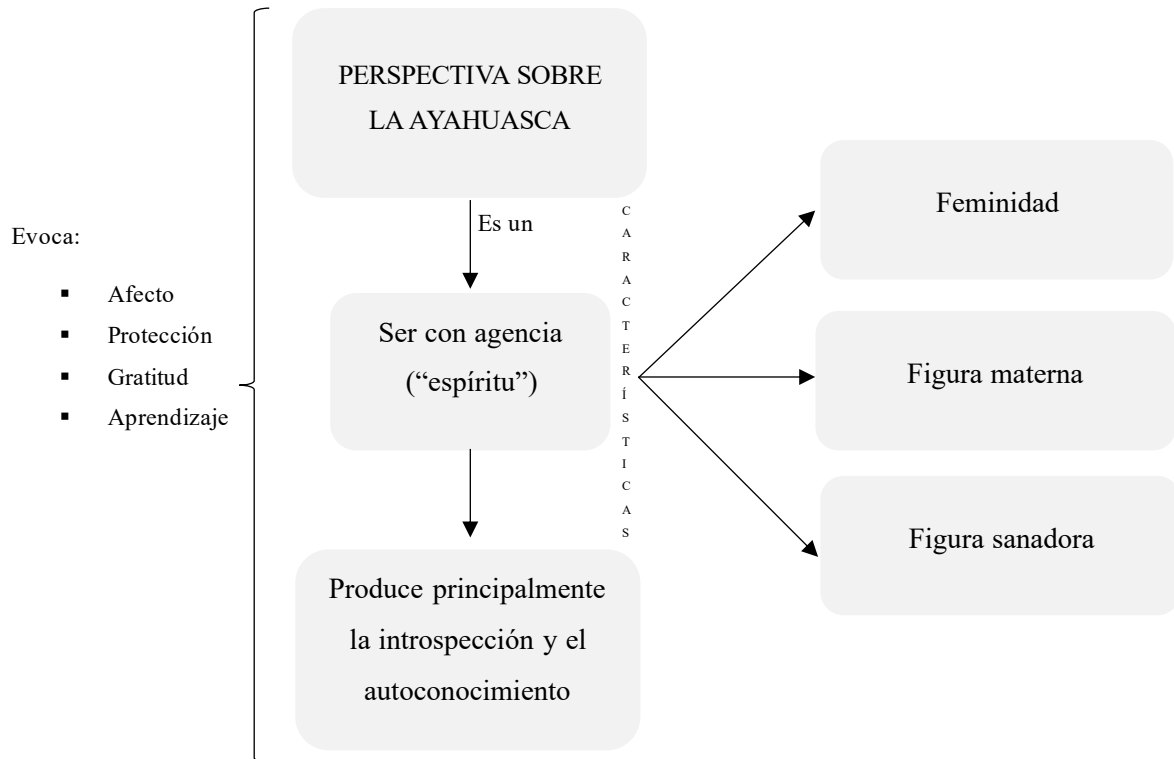 PERSPECTIVA SOBRE
LA AYAHUASCA
Es un
Ser con agencia
(“espíritu”)
Produce principalmente
la introspección y el
autoconocimiento
Evoca:
▪ Afecto
▪ Protección
▪ Gratitud
▪ Aprendizaje
CARACTERÍSTICAS
Feminidad
Figura materna
Figura sanadora